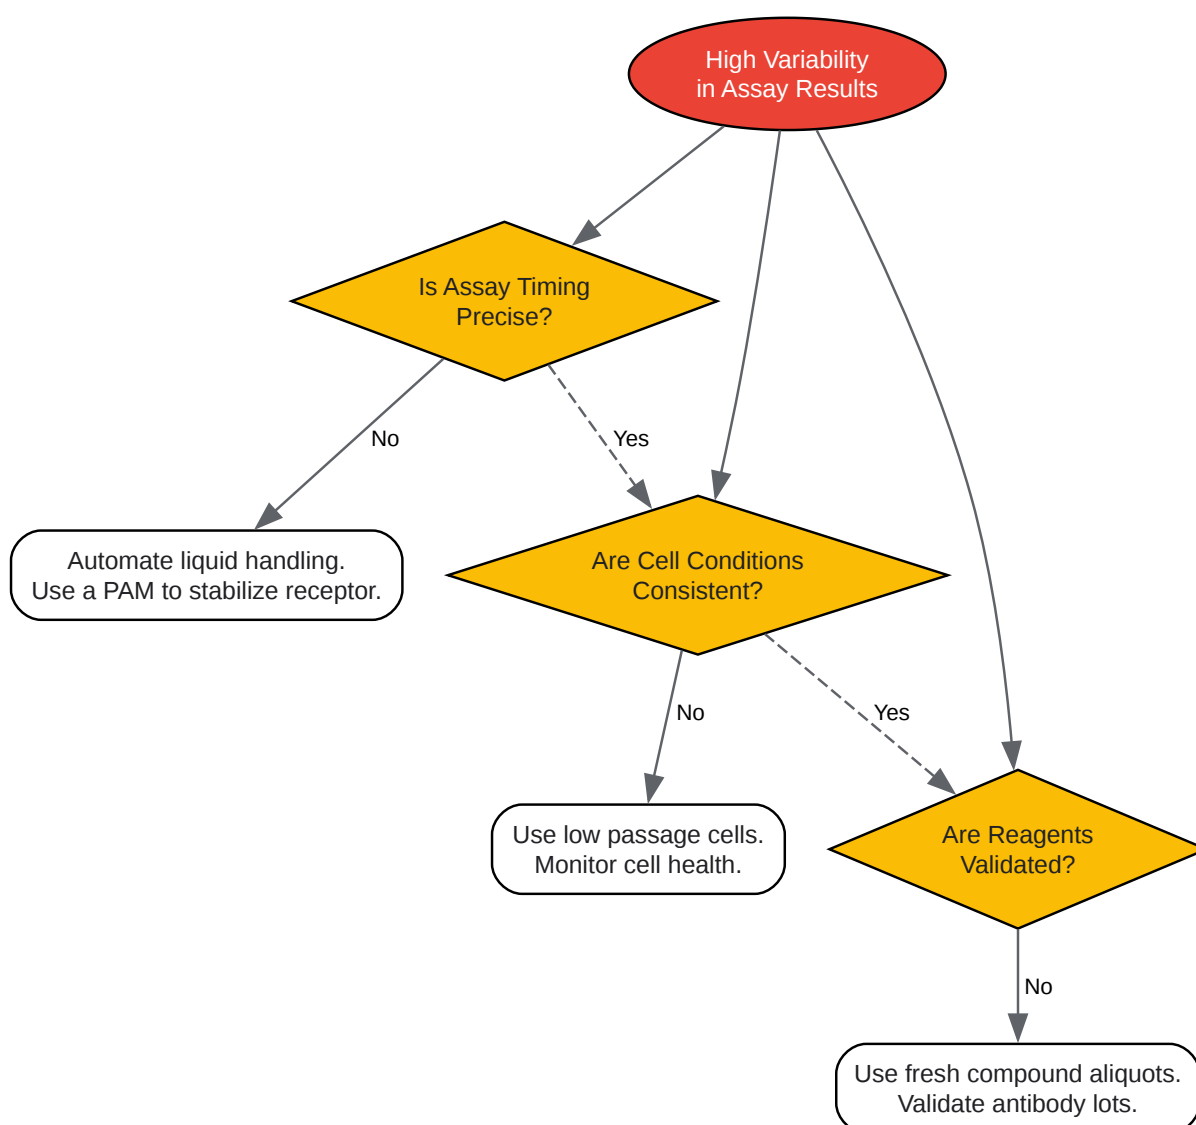 High Variability
in Assay Results
Is Assay Timing
Precise?
No
Yes
Automate liquid handling.
Use a PAM to stabilize receptor.
Are Cell Conditions
Consistent?
No
Yes
Use low passage cells.
Monitor cell health.
Are Reagents
Validated?
No
Use fresh compound aliquots.
Validate antibody lots.